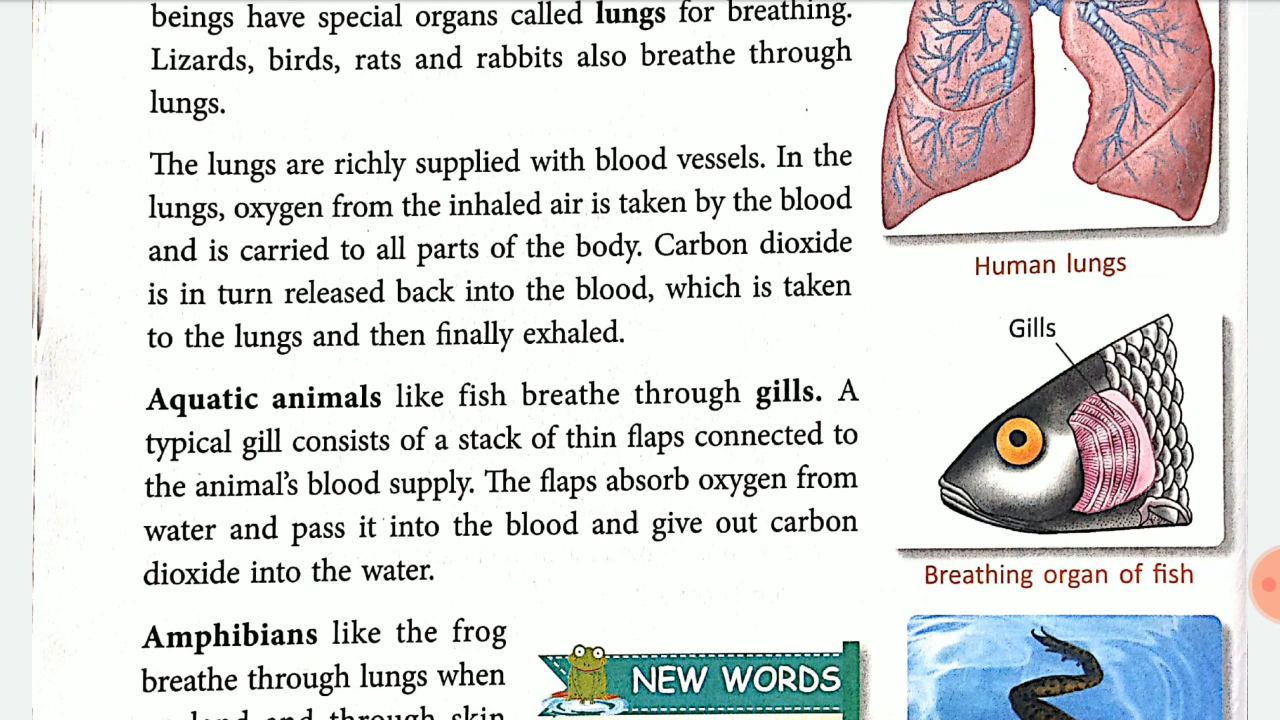 beings have special organs called lungs for breathing.
Lizards, birds, rats and rabbits also breathe through
lungs.
The lungs are richly supplied with blood vessels. In the
lungs, oxygen from the inhaled air is taken by the blood
and is carried to all parts of the body. Carbon dioxide
is in turn released back into the blood, which is taken
to the lungs and then finally exhaled.
Aquatic animals like fish breathe through gills. A
typical gill consists of a stack of thin flaps connected to
the animal's blood supply. The flaps absorb oxygen from
water and pass it into the blood and give out carbon
dioxide into the water.
Amphibians like the frog
breathe through lungs when
land and through skin
Human lungs
Gills
Breathing organ of fish
NEW WORDS